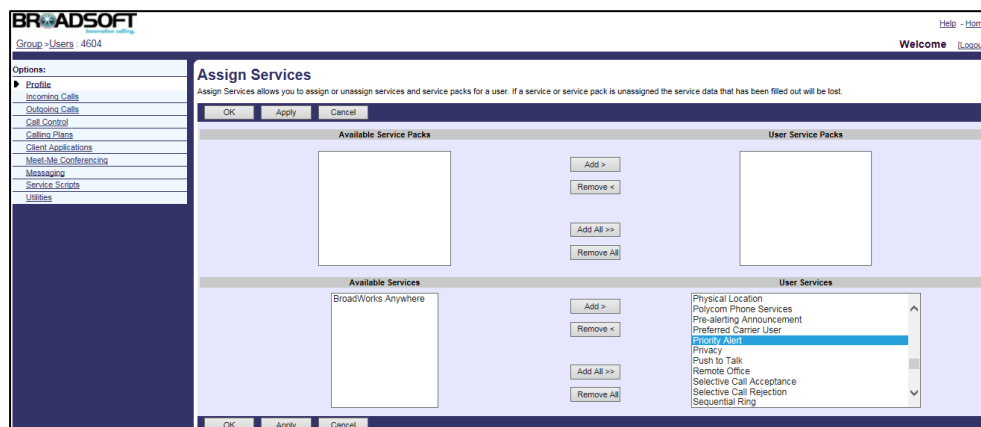 BROADSOFT
Innovation calling.
Help - Hom
Group >Users : 4604
Welcome [Logou
Options:
Profile
Incoming Calls
Outgoing Calls
Call Control
Calling Plans
Client Applications
Meet-Me Conferencing
Messaging
Service Scripts
Utilities
Assign Services
Assign Services allows you to assign or unassign services and service packs for a user. If a service or service pack is unassigned the service data that has been filled out will be lost.
OK Apply Cancel
Available Service Packs User Service Packs
Add >
Remove <
Add All >>
Remove All
Available Services User Services
BroadWorks Anywhere
Add >
Remove <
Add All >>
Remove All
Physical Location
Polycom Phone Services
Pre-alerting Announcement
Preferred Carrier User
Priority Alert
Privacy
Push to Talk
Remote Office
Selective Call Acceptance
Selective Call Rejection
Sequential Ring
OK Apply Cancel